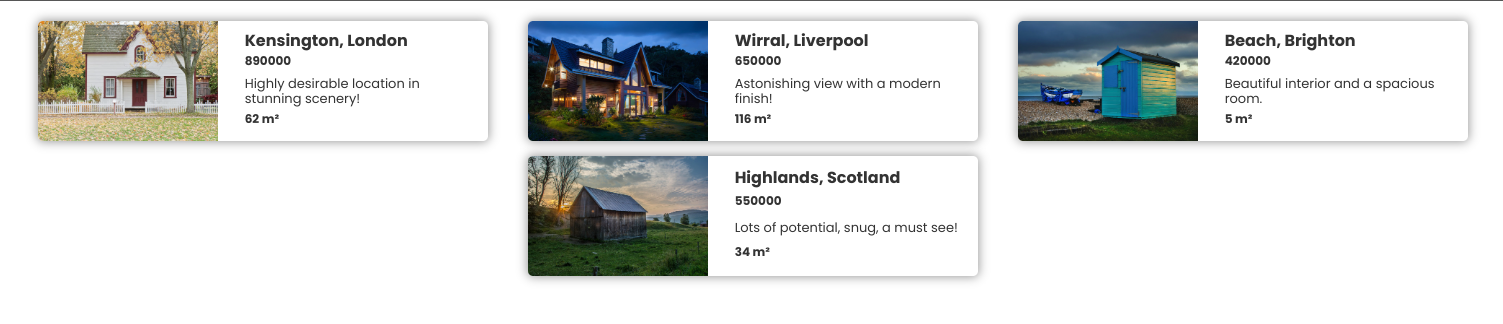 Kensington, London
890000
Highly desirable location in
stunning scenery!
62 m²
Wirral, Liverpool
650000
Astonishing view with a modern
finish!
116 m²
Beach, Brighton
420000
Beautiful interior and a spacious
room.
5 m²
Highlands, Scotland
550000
Lots of potential, snug, a must see!
34 m²